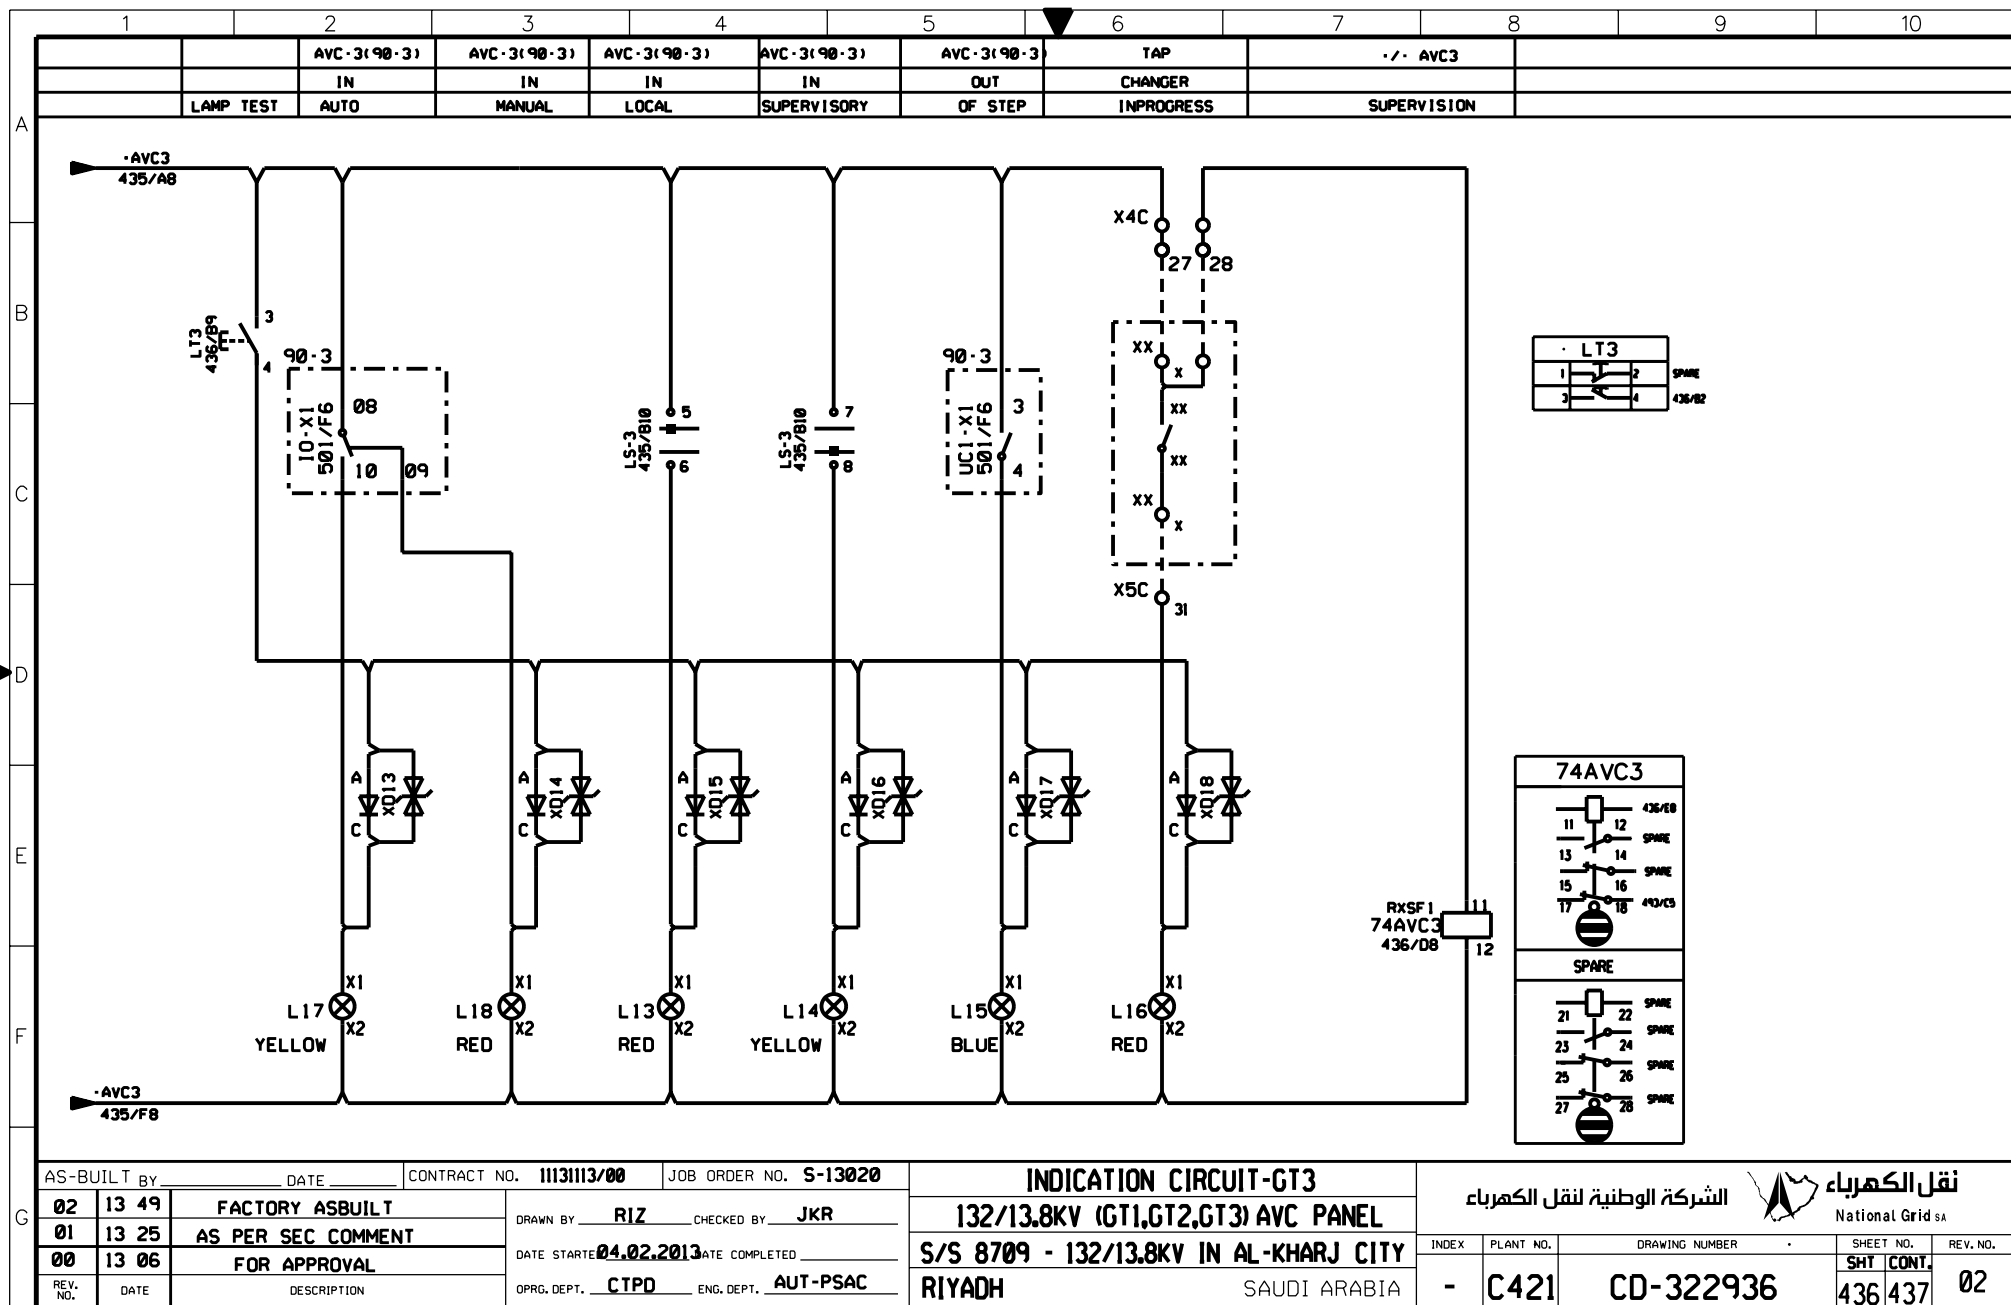 1 2 3 4 5 6 7 8 9 10
AVC-3(90-3) AVC-3(90-3) AVC-3(90-3) AVC-3(90-3) AVC-3(90-3) TAP ·/· AVC3
IN IN IN IN OUT CHANGER
LAMP TEST AUTO MANUAL LOCAL SUPERVISORY OF STEP INPROGRESS SUPERVISION
A
·AVC3
435/A8
X4C
27 28
B
LT3
436/B9
3
4
90-3
IO-X1
501/F6
08
10 09
LS-3
435/B10
5
6
LS-3
435/B10
7
8
90-3
UC1-X1
501/F6
3
4
XX
X
XX
XX
XX
X
· LT3
1 2 SPARE
3 4 436/B2
C
X5C
31
D
A XD13 A XD14 A XD15 A XD16 A XD17 A XD18
C C C C C C
E
74AVC3
436/E8
11 12 SPARE
13 14 SPARE
15 16 493/C5
17 18
SPARE
SPARE
21 22 SPARE
23 24 SPARE
25 26 SPARE
27 28
RXSF1 11
74AVC3
436/D8 12
X1 X1 X1 X1 X1 X1
L17 L18 L13 L14 L15 L16
X2 X2 X2 X2 X2 X2
F
YELLOW RED RED YELLOW BLUE RED
-AVC3
435/F8
G
AS-BUILT BY DATE CONTRACT NO. 11131113/00 JOB ORDER NO. S-13020
02 13 49 FACTORY ASBUILT
01 13 25 AS PER SEC COMMENT
00 13 06 FOR APPROVAL
REV. NO. DATE DESCRIPTION
DRAWN BY RIZ CHECKED BY JKR
DATE STARTED 04.02.2013 DATE COMPLETED
OPRG. DEPT. CTPD ENG. DEPT. AUT-PSAC
INDICATION CIRCUIT-GT3
132/13.8KV (GT1,GT2,GT3) AVC PANEL
S/S 8709 - 132/13.8KV IN AL-KHARJ CITY
RIYADH SAUDI ARABIA
الشركة الوطنية لنقل الكهرباء
نقل الكهرباء
National Grid SA
INDEX PLANT NO. DRAWING NUMBER · SHEET NO. REV. NO.
SHT CONT.
- C421 CD-322936 436 437 02